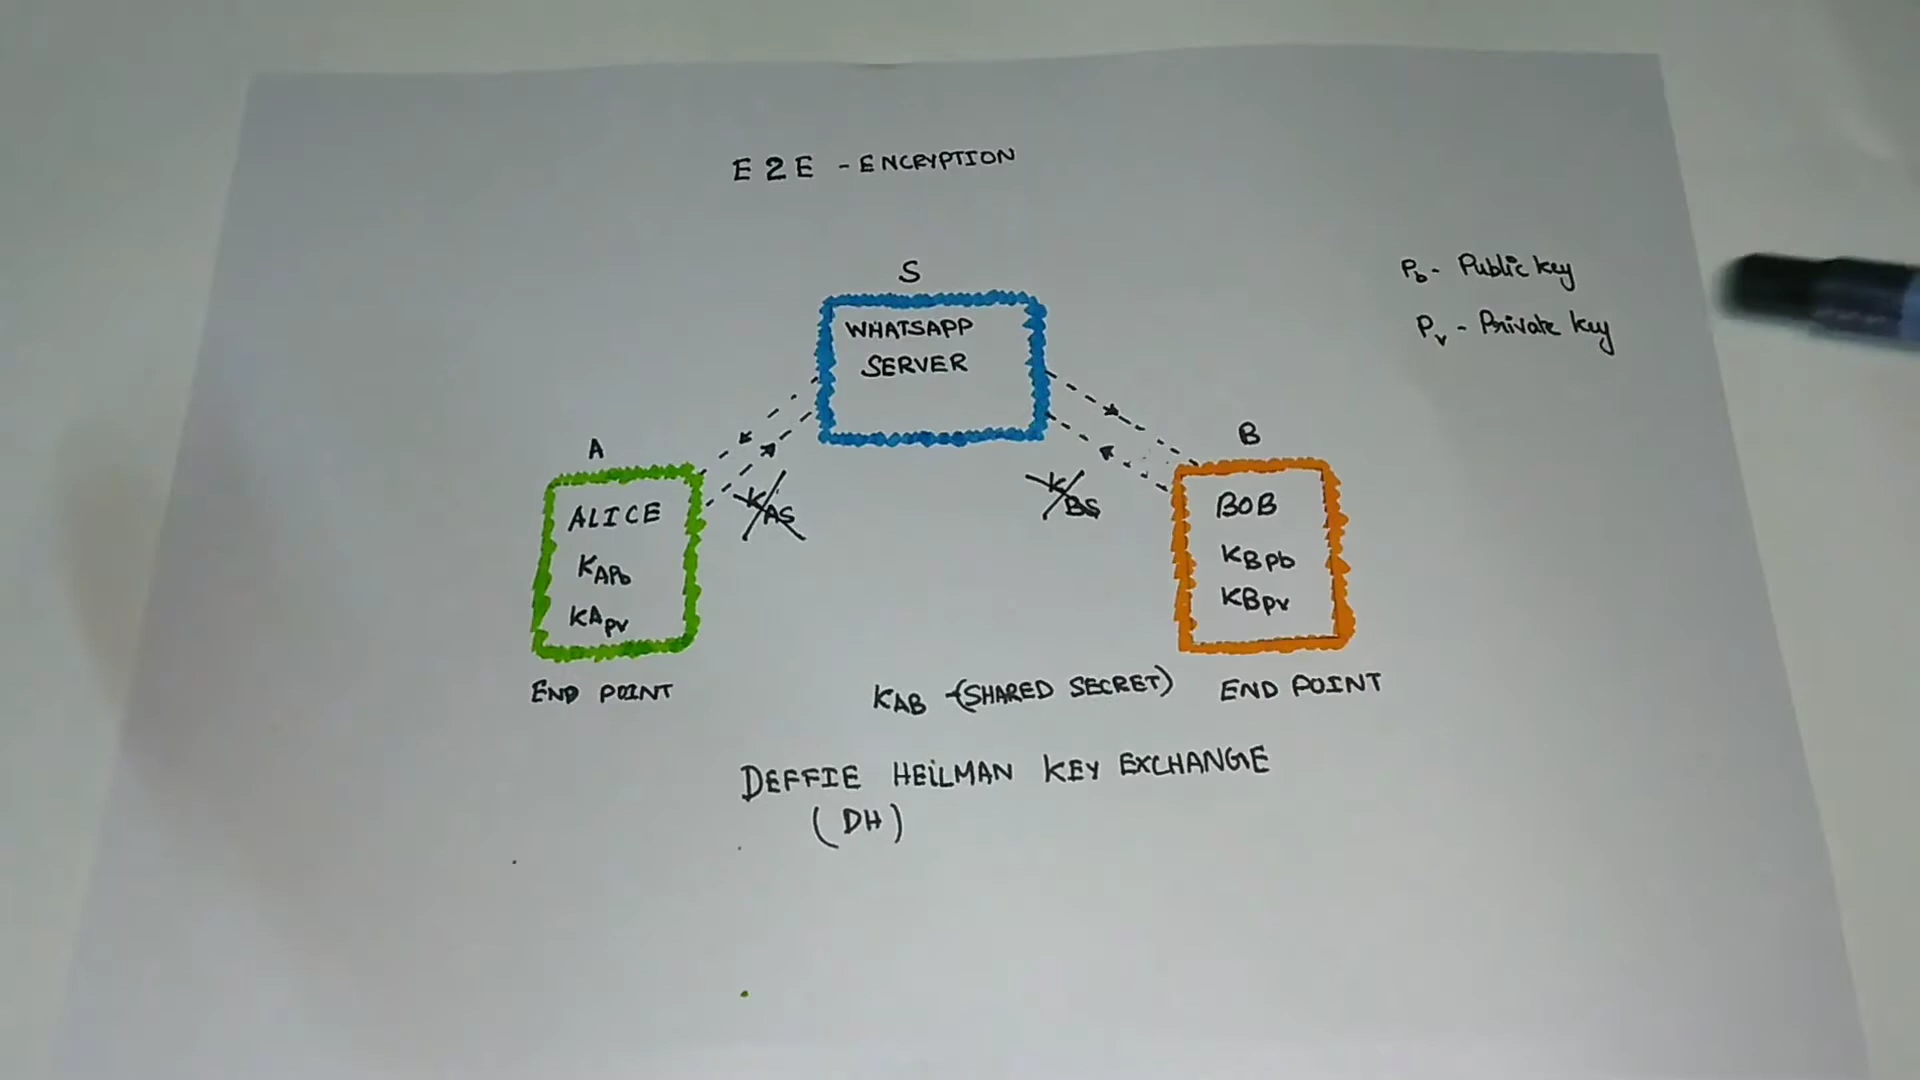 E2E - ENCRYPTION
S
WHATSAPP
SERVER
Pb - Public key
Pv - Private key
A
ALICE
KAPb
KApv
END POINT
KAS
KBS
B
BOB
KBPb
KBpv
END POINT
KAB - (SHARED SECRET)
DEFFIE HEILMAN KEY EXCHANGE
(DH)